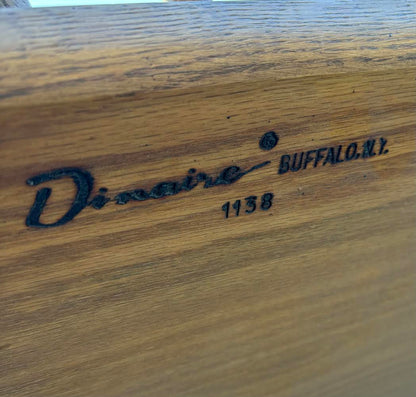 Dinaire® BUFFALO, N.Y.
1138